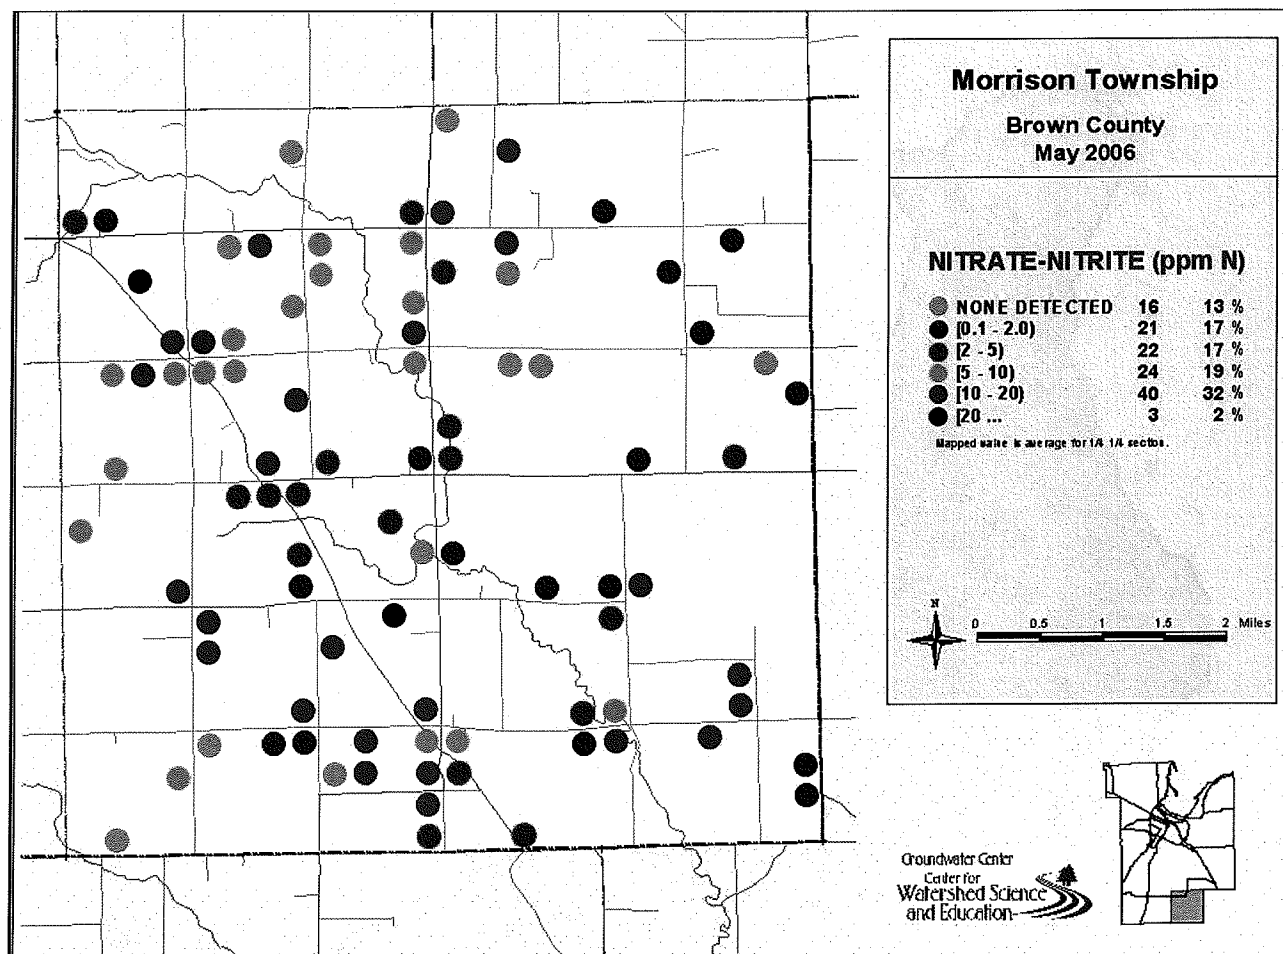 Morrison Township
Brown County
May 2006
NITRATE-NITRITE (ppm N)
NONE DETECTED 16 13 %
[0.1 - 2.0) 21 17 %
[2 - 5) 22 17 %
[5 - 10) 24 19 %
[10 - 20) 40 32 %
[20 ... 3 2 %
Mapped value is average for 1/4 1/4 section.
N
0 0.5 1 1.5 2 Miles
Groundwater Center
Center for
Watershed Science
and Education